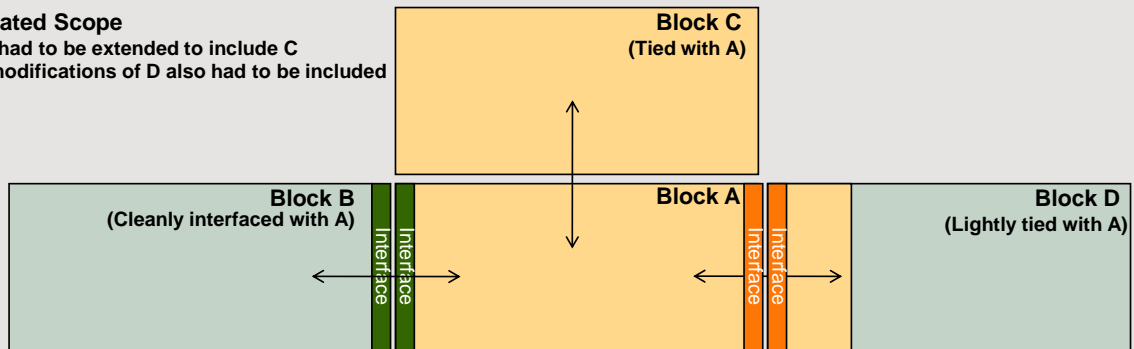 ated Scope
had to be extended to include C
modifications of D also had to be included
Block C
(Tied with A)
Block B
(Cleanly interfaced with A)
Interface
Interface
Block A
Interface
Interface
Block D
(Lightly tied with A)